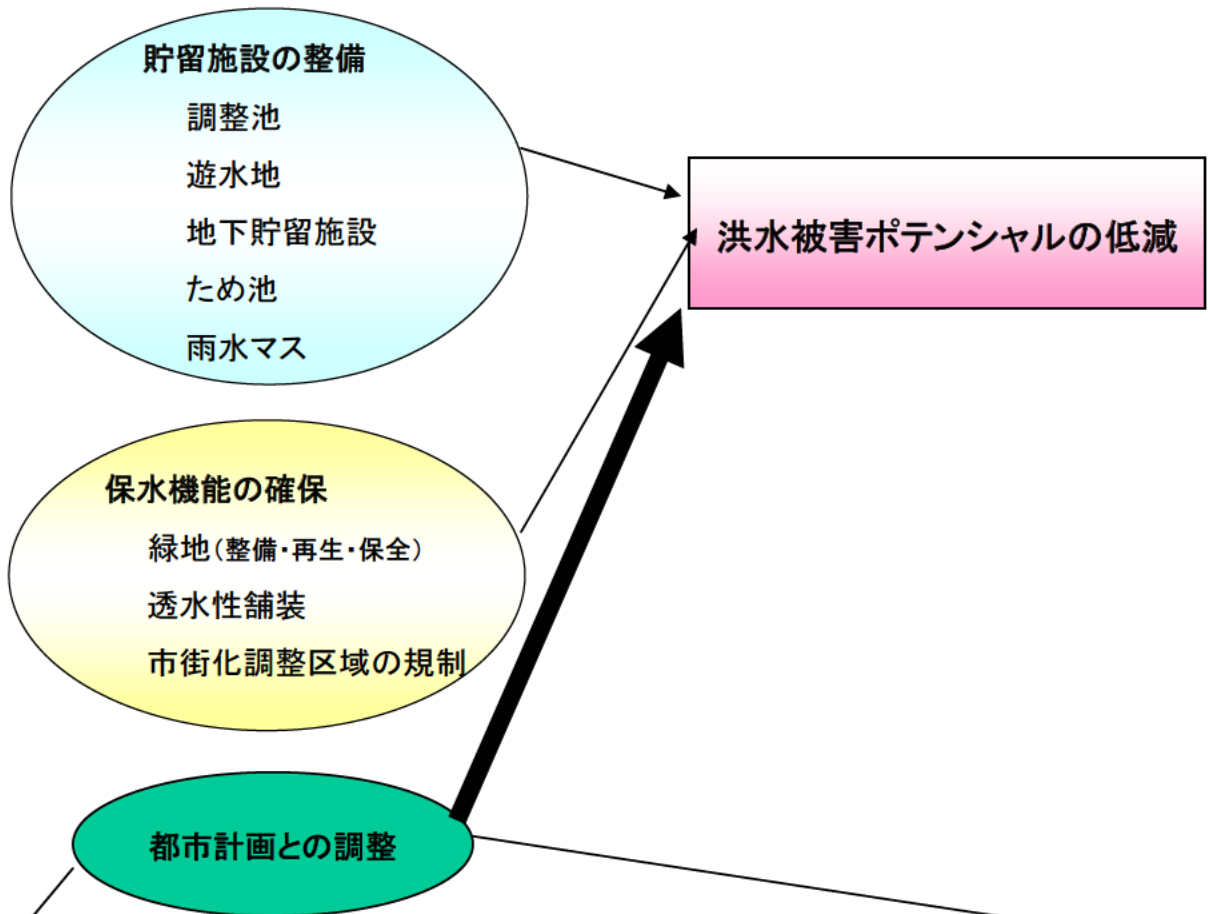 貯留施設の整備
調整池
遊水地
地下貯留施設
ため池
雨水マス
洪水被害ポテンシャルの低減
保水機能の確保
緑地(整備・再生・保全)
透水性舗装
市街化調整区域の規制
都市計画との調整